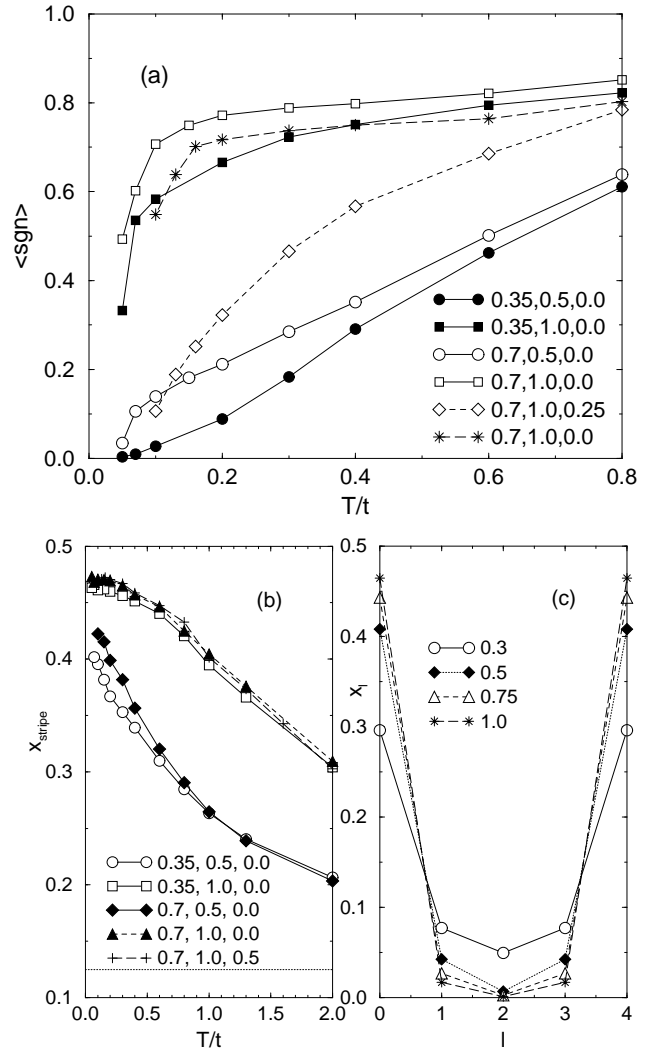 (a)
<sgn>
1.0
0.8
0.6
0.4
0.2
0.0
0.0 0.2 0.4 0.6 0.8
T/t
0.35,0.5,0.0
0.35,1.0,0.0
0.7,0.5,0.0
0.7,1.0,0.0
0.7,1.0,0.25
0.7,1.0,0.0
(b)
x_stripe
0.5
0.4
0.3
0.2
0.1
0.0 0.5 1.0 1.5 2.0
T/t
0.35, 0.5, 0.0
0.35, 1.0, 0.0
0.7, 0.5, 0.0
0.7, 1.0, 0.0
0.7, 1.0, 0.5
(c)
x_l
0.5
0.4
0.3
0.2
0.1
0.0
0 1 2 3 4
l
0.3
0.5
0.75
1.0